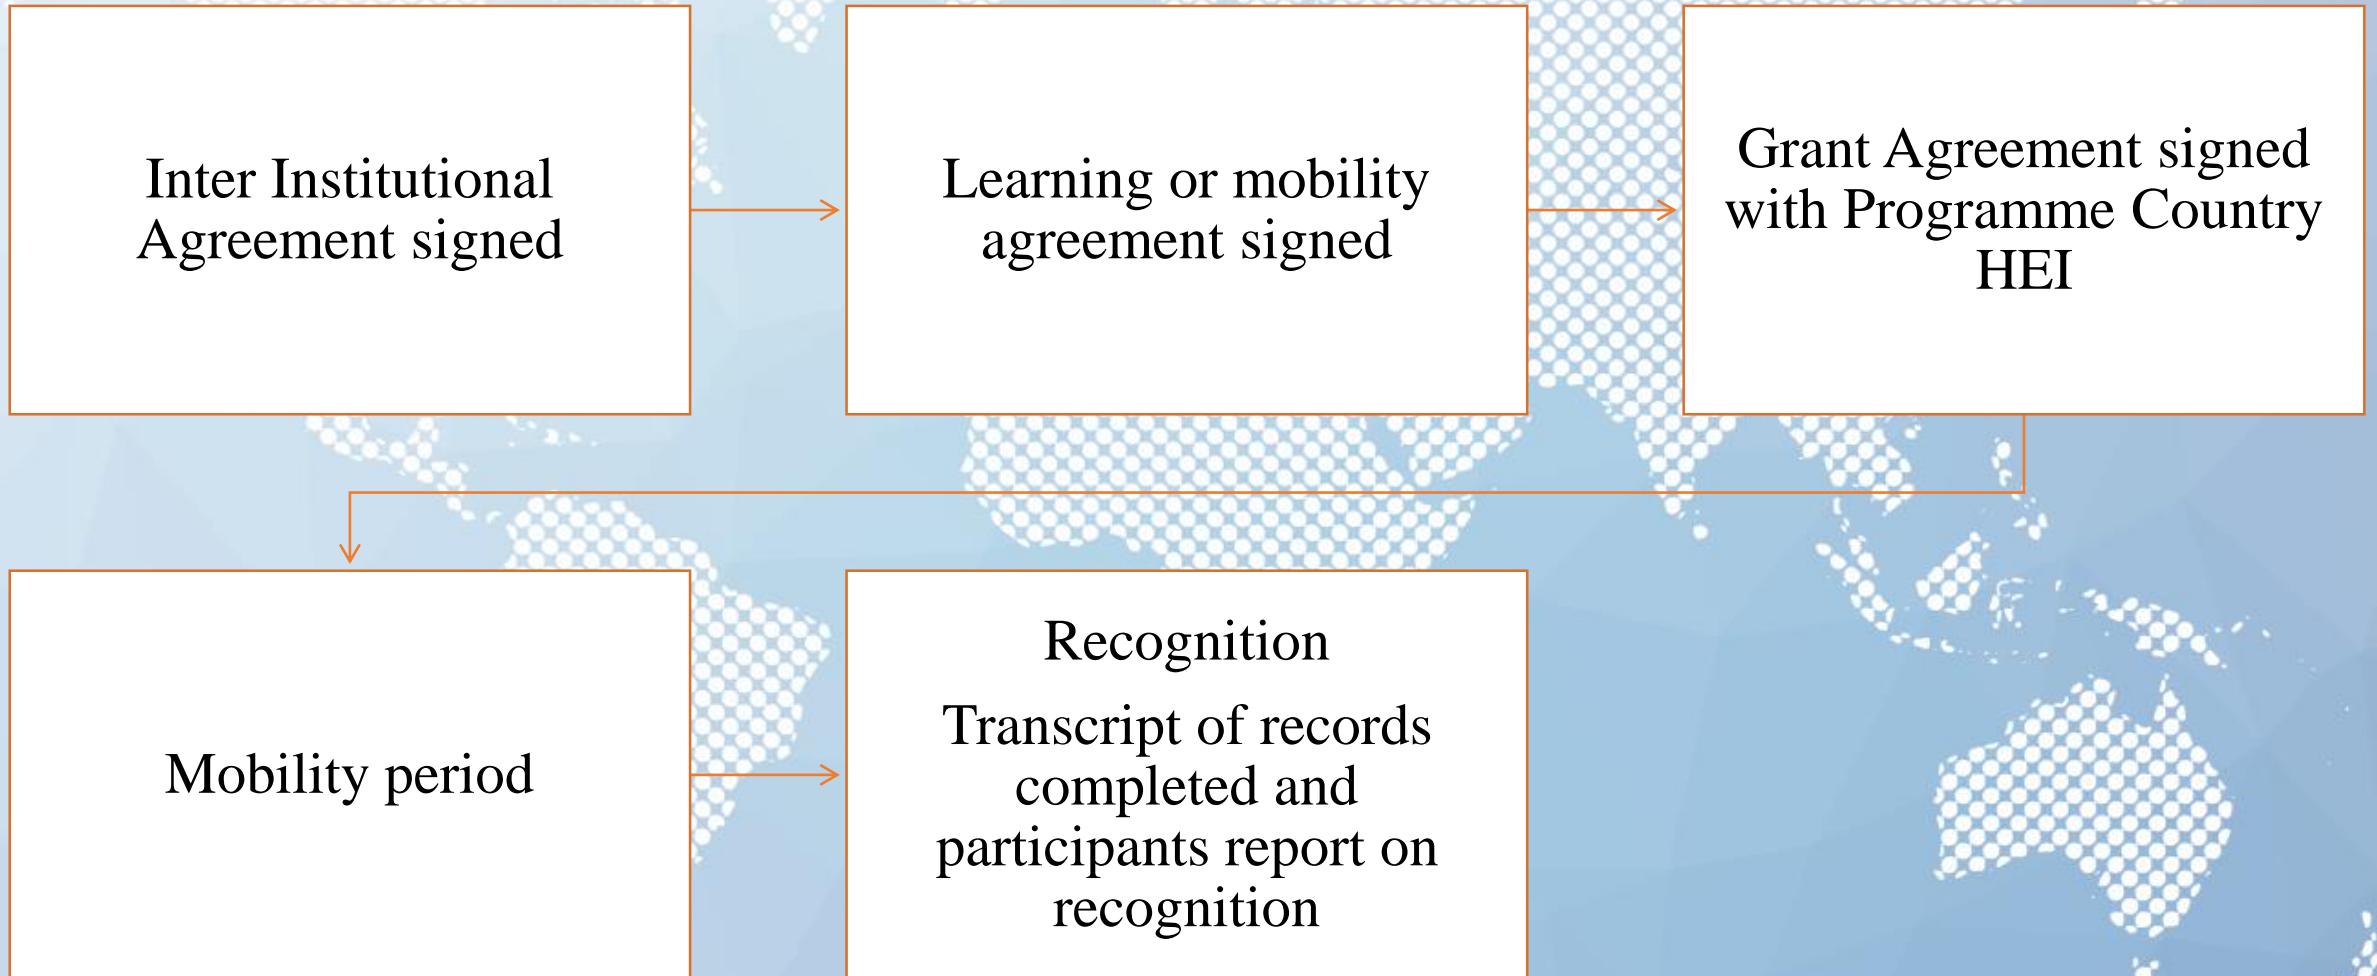 Inter Institutional
Agreement signed
Learning or mobility
agreement signed
Grant Agreement signed
with Programme Country
HEI
Mobility period
Recognition
Transcript of records
completed and
participants report on
recognition